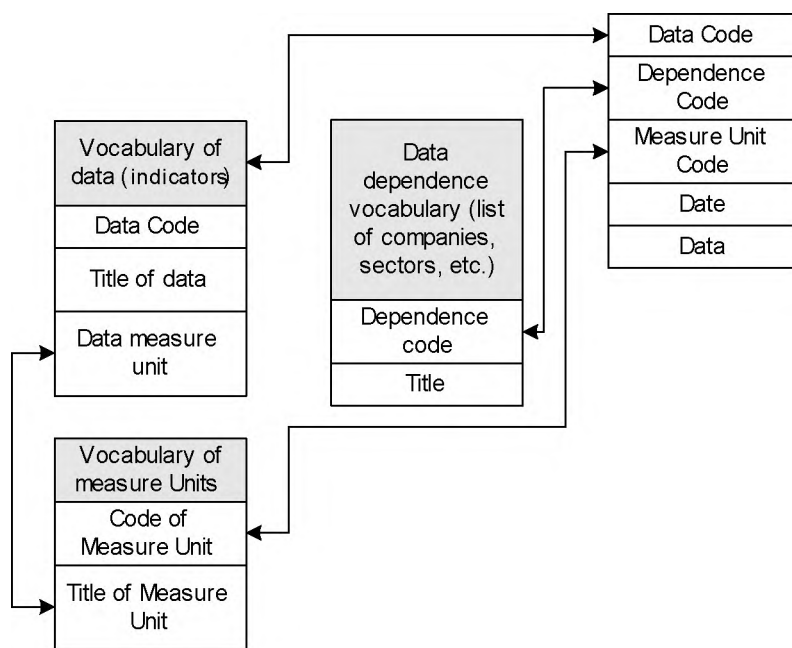 Data Code
Dependence
Code
Measure Unit
Code
Date
Data
Vocabulary of
data (indicators)
Data Code
Title of data
Data measure
unit
Data
dependence
vocabulary (list
of companies,
sectors, etc.)
Dependence
code
Title
Vocabulary of
measure Units
Code of
Measure Unit
Title of Measure
Unit